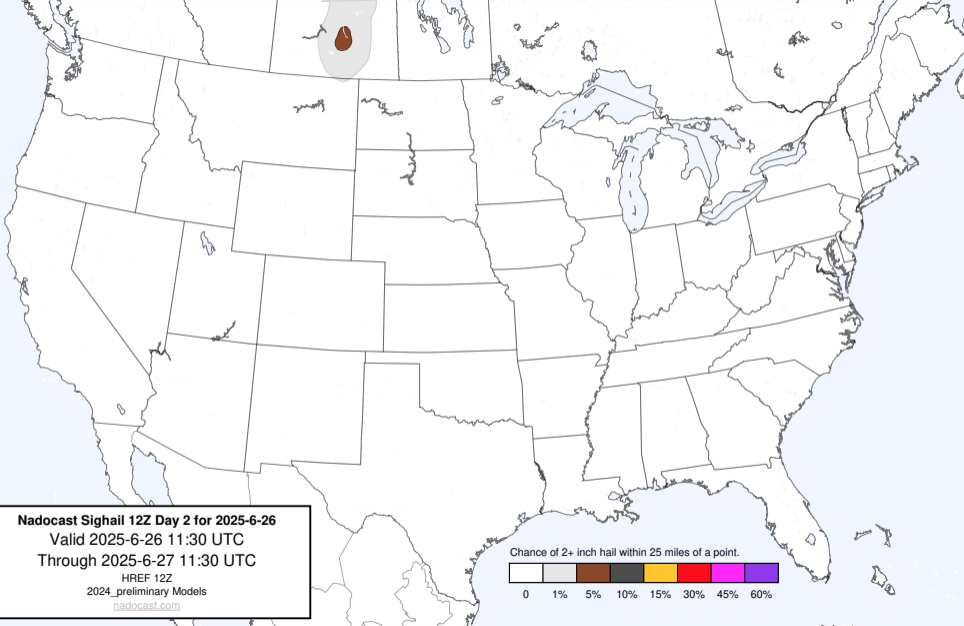 Nadocast Sighail 12Z Day 2 for 2025-6-26
Valid 2025-6-26 11:30 UTC
Through 2025-6-27 11:30 UTC
HREF 12Z
2024_preliminary Models
nadocast.com
Chance of 2+ inch hail within 25 miles of a point.
0 1% 5% 10% 15% 30% 45% 60%